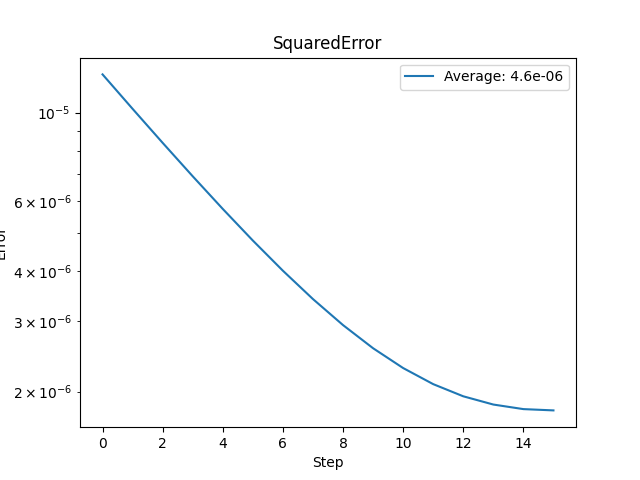 SquaredError
Average: 4.6e-06
10⁻⁵
6 × 10⁻⁶
4 × 10⁻⁶
3 × 10⁻⁶
2 × 10⁻⁶
Error
0 2 4 6 8 10 12 14
Step